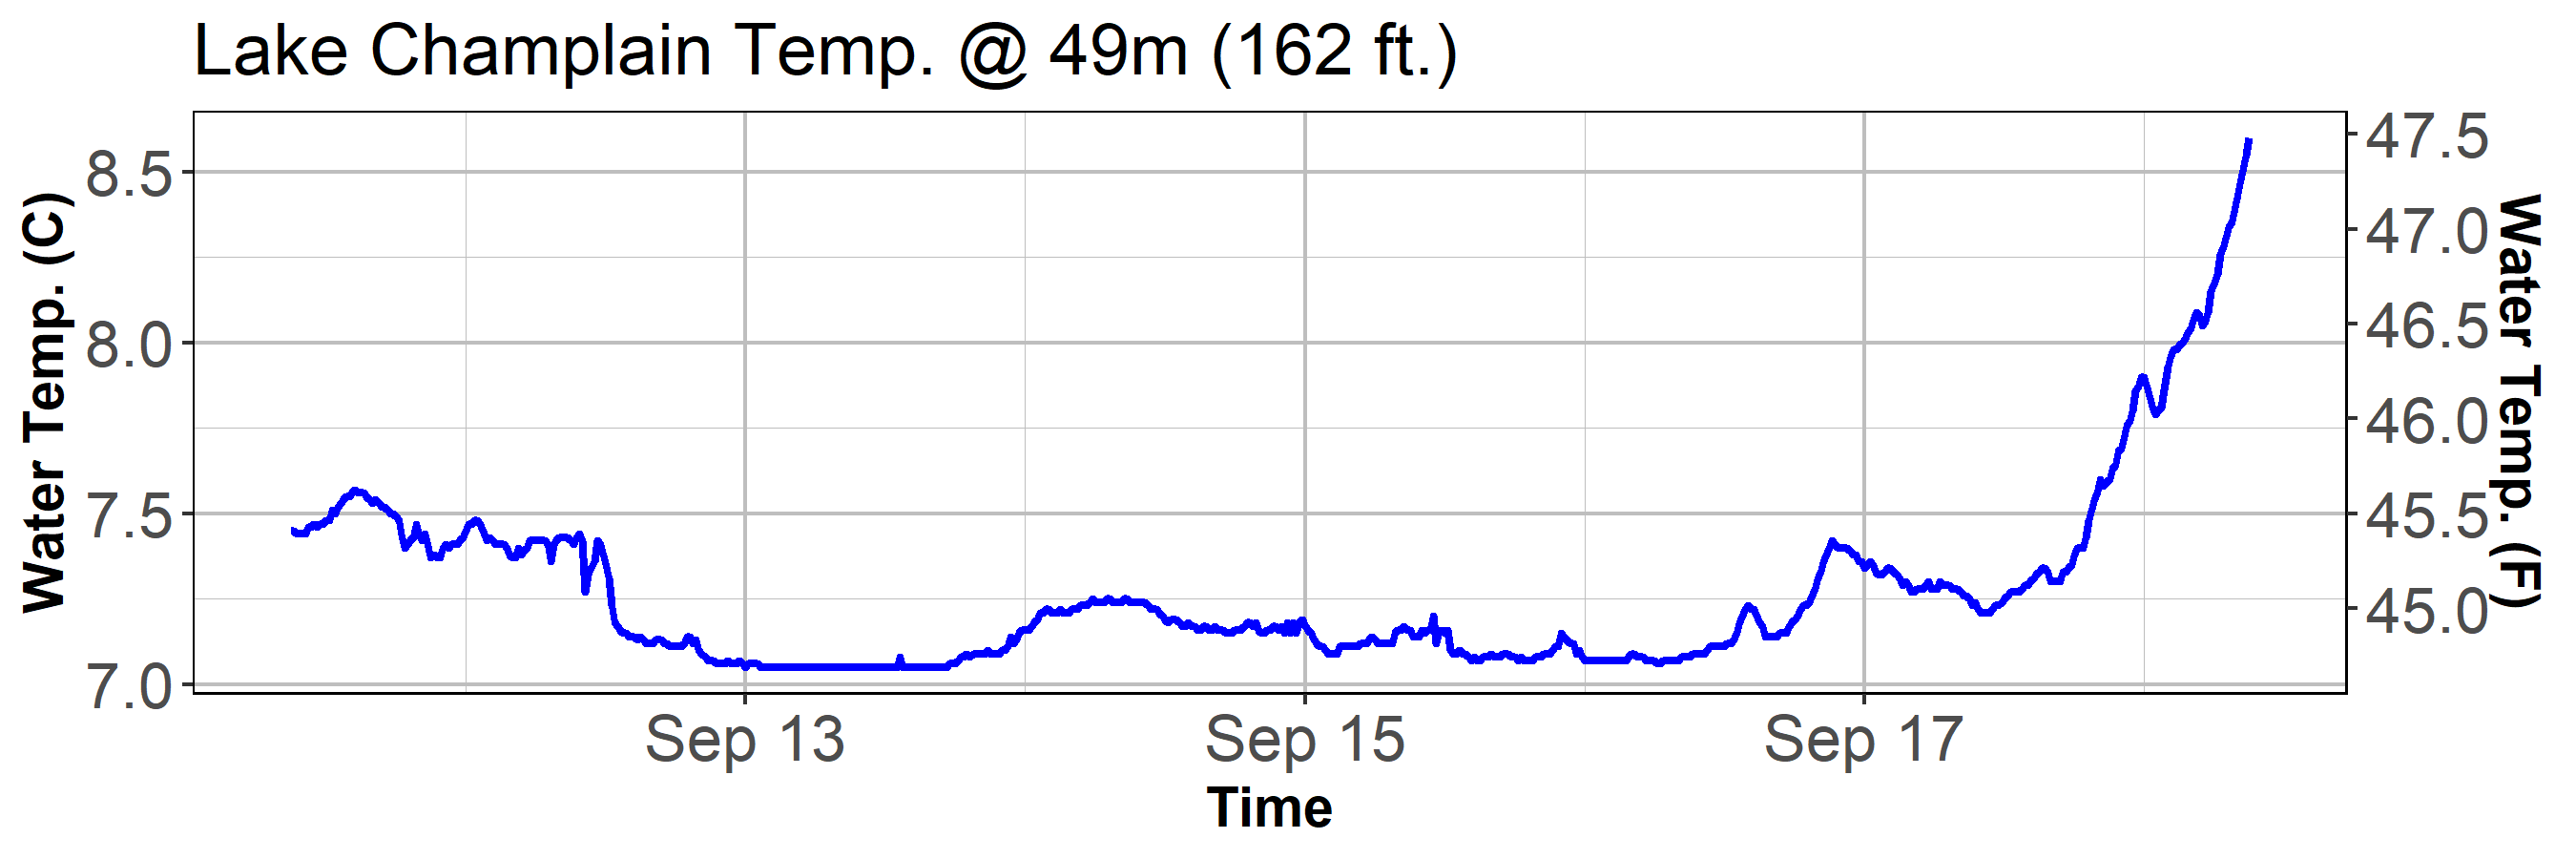 Lake Champlain Temp. @ 49m (162 ft.)
Water Temp. (C)
8.5
8.0
7.5
7.0
47.5
47.0
46.5
46.0
45.5
45.0
Water Temp. (F)
Sep 13
Sep 15
Sep 17
Time